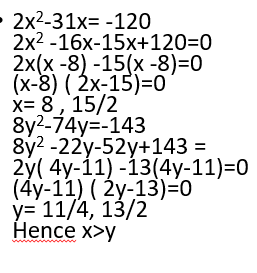 • 2x²-31x= -120
2x² -16x-15x+120=0
2x(x -8) -15(x -8)=0
(x-8) ( 2x-15)=0
x= 8 , 15/2
8y²-74y=-143
8y² -22y-52y+143 =
2y( 4y-11) -13(4y-11)=0
(4y-11) ( 2y-13)=0
y= 11/4, 13/2
Hence x>y